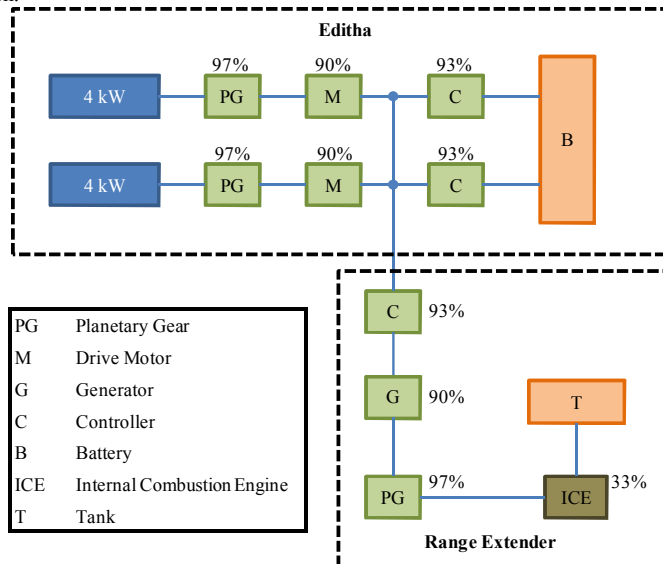 Editha
97% 90% 93%
4 kW PG M C
B
97% 90% 93%
4 kW PG M C
C 93%
G 90%
T
97% 33%
PG ICE
Range Extender
PG Planetary Gear
M Drive Motor
G Generator
C Controller
B Battery
ICE Internal Combustion Engine
T Tank